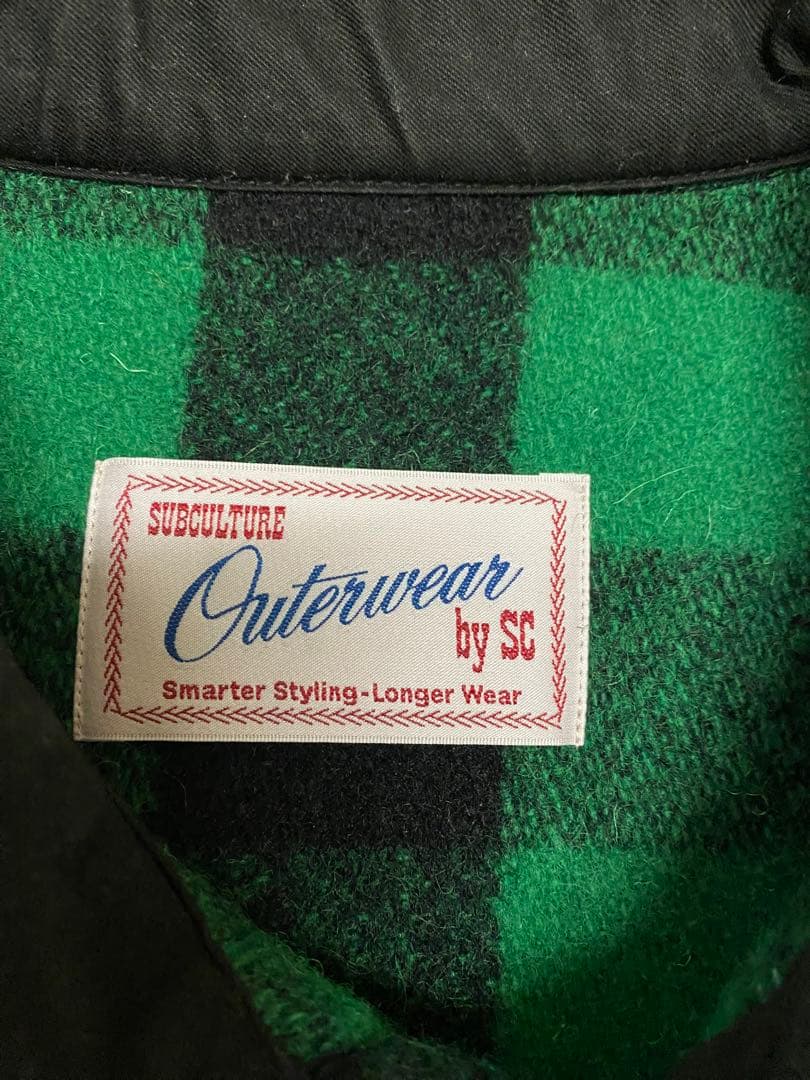 SUBCULTURE
Outerwear
by SC
Smarter Styling-Longer Wear